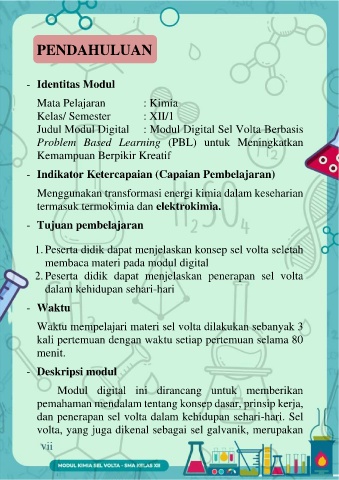 PENDAHULUAN
- Identitas Modul
Mata Pelajaran : Kimia
Kelas/ Semester : XII/1
Judul Modul Digital : Modul Digital Sel Volta Berbasis
Problem Based Learning (PBL) untuk Meningkatkan
Kemampuan Berpikir Kreatif
- Indikator Ketercapaian (Capaian Pembelajaran)
Menggunakan transformasi energi kimia dalam keseharian
termasuk termokimia dan elektrokimia.
- Tujuan pembelajaran
1. Peserta didik dapat menjelaskan konsep sel volta seletah
membaca materi pada modul digital
2. Peserta didik dapat menjelaskan penerapan sel volta
dalam kehidupan sehari-hari
- Waktu
Waktu mempelajari materi sel volta dilakukan sebanyak 3
kali pertemuan dengan waktu setiap pertemuan selama 80
menit.
- Deskripsi modul
Modul digital ini dirancang untuk memberikan
pemahaman mendalam tentang konsep dasar, prinsip kerja,
dan penerapan sel volta dalam kehidupan sehari-hari. Sel
volta, yang juga dikenal sebagai sel galvanik, merupakan
vii
MODUL KIMIA SEL VOLTA - SMA KELAS XII